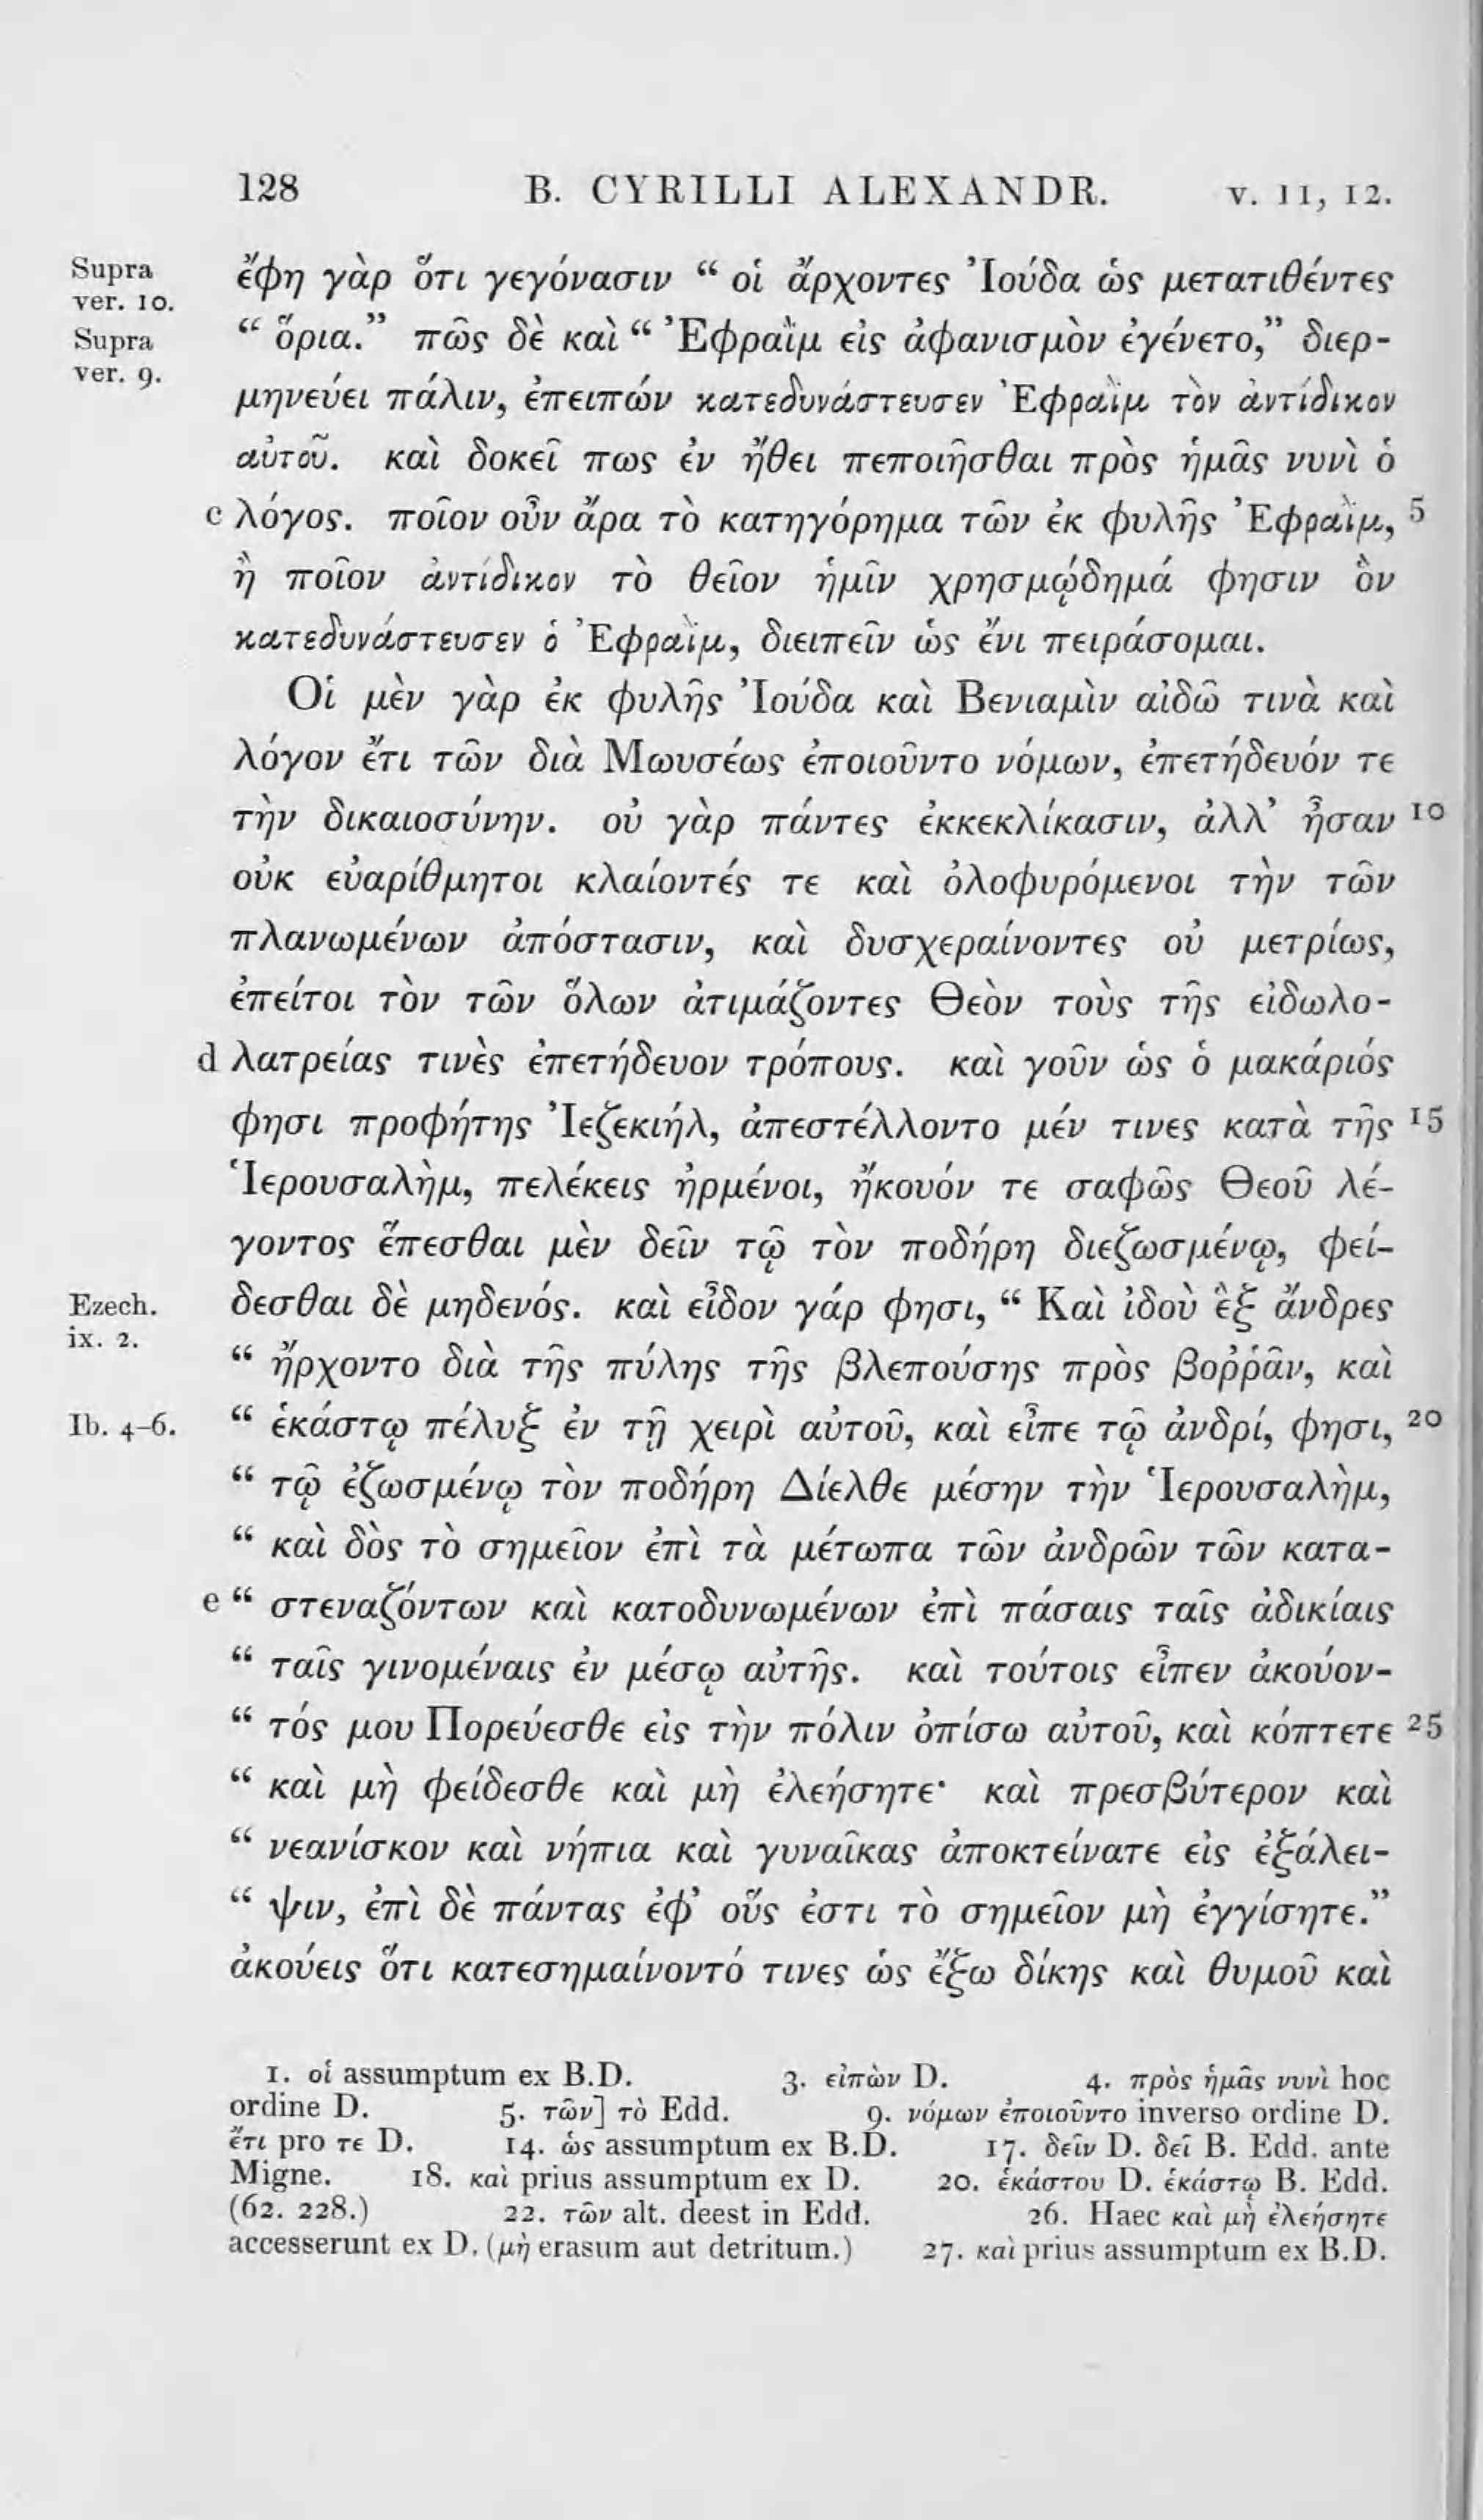 128 B. CYRILLI ALEXANDR. v. 11, 12.
Supra ver. 10.
Supra ver. 9.
ἔφη γὰρ ὅτι γεγόνασιν “ οἱ ἄρχοντες Ἰούδα ὡς μετατιθέντες
“ ὅρια.” πῶς δὲ καὶ “ Ἐφραῒμ εἰς ἀφανισμὸν ἐγένετο,” διερ-
μηνεύει πάλιν, ἐπειπών κατεδυνάστευσεν Ἐφραῒμ τὸν ἀντίδικον
αὐτοῦ. καὶ δοκεῖ πως ἐν ἤθει πεποιῆσθαι πρὸς ἡμᾶς νυνὶ ὁ
c λόγος. ποῖον οὖν ἄρα τὸ κατηγόρημα τῶν ἐκ φυλῆς Ἐφραῒμ, 5
ἢ ποῖον ἀντίδικον τὸ θεῖον ἡμῖν χρησμῴδημά φησιν ὃν
κατεδυνάστευσεν ὁ Ἐφραῒμ, διειπεῖν ὡς ἔνι πειράσομαι.
Οἱ μὲν γὰρ ἐκ φυλῆς Ἰούδα καὶ Βενιαμὶν αἰδῶ τινὰ καὶ
λόγον ἔτι τῶν διὰ Μωυσέως ἐποιοῦντο νόμων, ἐπετήδευόν τε
τὴν δικαιοσύνην. οὐ γὰρ πάντες ἐκκεκλίκασιν, ἀλλ’ ἦσαν 10
οὐκ εὐαρίθμητοι κλαίοντές τε καὶ ὀλοφυρόμενοι τὴν τῶν
πλανωμένων ἀπόστασιν, καὶ δυσχεραίνοντες οὐ μετρίως,
ἐπείτοι τὸν τῶν ὅλων ἀτιμάζοντες Θεὸν τοὺς τῆς εἰδωλο-
d λατρείας τινὲς ἐπετήδευον τρόπους. καὶ γοῦν ὡς ὁ μακάριός
φησι προφήτης Ἰεζεκιήλ, ἀπεστέλλοντο μέν τινες κατὰ τῆς 15
Ἱερουσαλὴμ, πελέκεις ἠρμένοι, ἤκουόν τε σαφῶς Θεοῦ λέ-
γοντος ἕπεσθαι μὲν δεῖν τῷ τὸν ποδήρη διεζωσμένῳ, φεί-
Ezech. ix. 2.
δεσθαι δὲ μηδενός. καὶ εἶδον γάρ φησι, “ Καὶ ἰδοὺ ἓξ ἄνδρες
“ ἤρχοντο διὰ τῆς πύλης τῆς βλεπούσης πρὸς βοῤῥᾶν, καὶ
Ib. 4–6.
“ ἑκάστῳ πέλυξ ἐν τῇ χειρὶ αὐτοῦ, καὶ εἶπε τῷ ἀνδρί, φησι, 20
“ τῷ ἐζωσμένῳ τὸν ποδήρη Δίελθε μέσην τὴν Ἱερουσαλὴμ,
“ καὶ δὸς τὸ σημεῖον ἐπὶ τὰ μέτωπα τῶν ἀνδρῶν τῶν κατα-
e “ στεναζόντων καὶ κατοδυνωμένων ἐπὶ πάσαις ταῖς ἀδικίαις
“ ταῖς γινομέναις ἐν μέσῳ αὐτῆς. καὶ τούτοις εἶπεν ἀκούον-
“ τός μου Πορεύεσθε εἰς τὴν πόλιν ὀπίσω αὐτοῦ, καὶ κόπτετε 25
“ καὶ μὴ φείδεσθε καὶ μὴ ἐλεήσητε· καὶ πρεσβύτερον καὶ
“ νεανίσκον καὶ νήπια καὶ γυναῖκας ἀποκτείνατε εἰς ἐξάλει-
“ ψιν, ἐπὶ δὲ πάντας ἐφ’ οὕς ἐστι τὸ σημεῖον μὴ ἐγγίσητε.”
ἀκούεις ὅτι κατεσημαίνοντό τινες ὡς ἔξω δίκης καὶ θυμοῦ καὶ
1. οἱ assumptum ex B.D. 3. εἰπὼν D. 4. πρὸς ἡμᾶς νυνὶ hoc
ordine D. 5. τῶν] τὸ Edd. 9. νόμων ἐποιοῦντο inverso ordine D.
ἔτι pro τε D. 14. ὡς assumptum ex B.D. 17. δεῖν D. δεῖ B. Edd. ante
Migne. 18. καὶ prius assumptum ex D. 20. ἑκάστου D. ἑκάστῳ B. Edd.
(62. 228.) 22. τῶν alt. deest in Edd. 26. Haec καὶ μὴ ἐλεήσητε
accesserunt ex D. (μὴ erasum aut detritum.) 27. καὶ prius assumptum ex B.D.